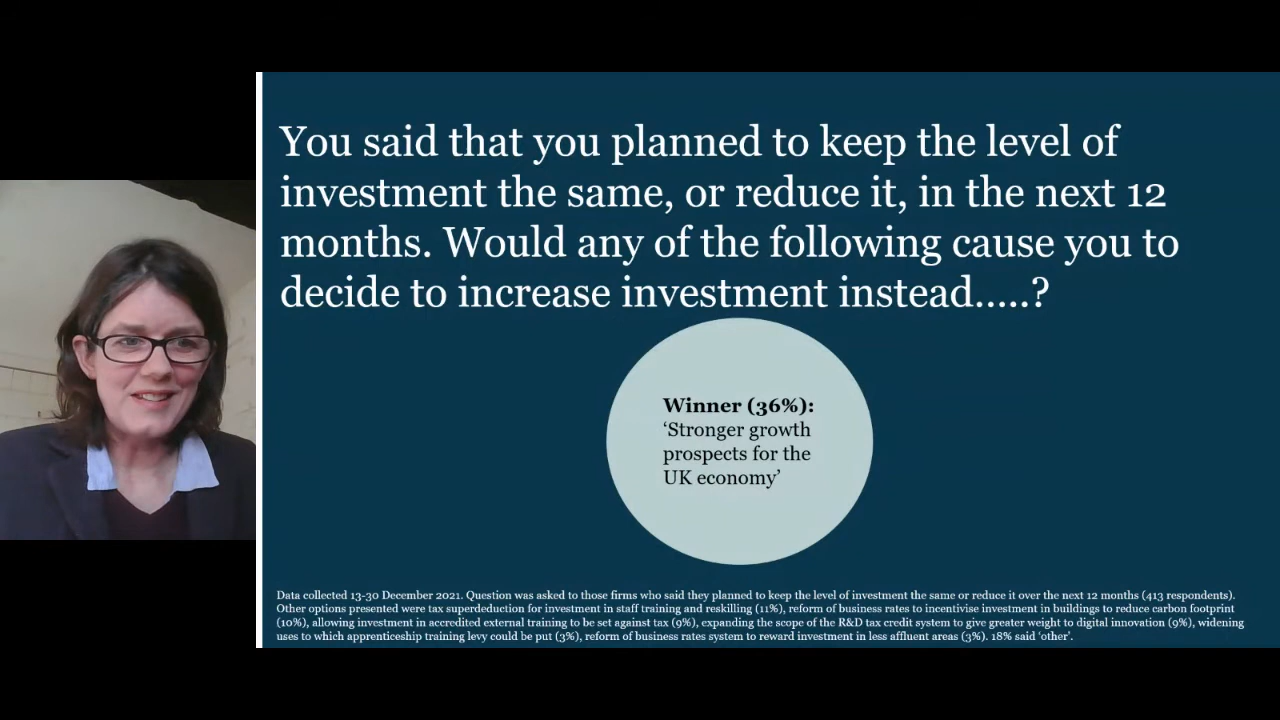 You said that you planned to keep the level of
investment the same, or reduce it, in the next 12
months. Would any of the following cause you to
decide to increase investment instead.....?
Winner (36%):
‘Stronger growth
prospects for the
UK economy’
Data collected 13-30 December 2021. Question was asked to those firms who said they planned to keep the level of investment the same or reduce it over the next 12 months (413 respondents).
Other options presented were tax superdeduction for investment in staff training and reskilling (11%), reform of business rates to incentivise investment in buildings to reduce carbon footprint
(10%), allowing investment in accredited external training to be set against tax (9%), expanding the scope of the R&D tax credit system to give greater weight to digital innovation (9%), widening
uses to which apprenticeship training levy could be put (3%), reform of business rates system to reward investment in less affluent areas (3%). 18% said ‘other’.